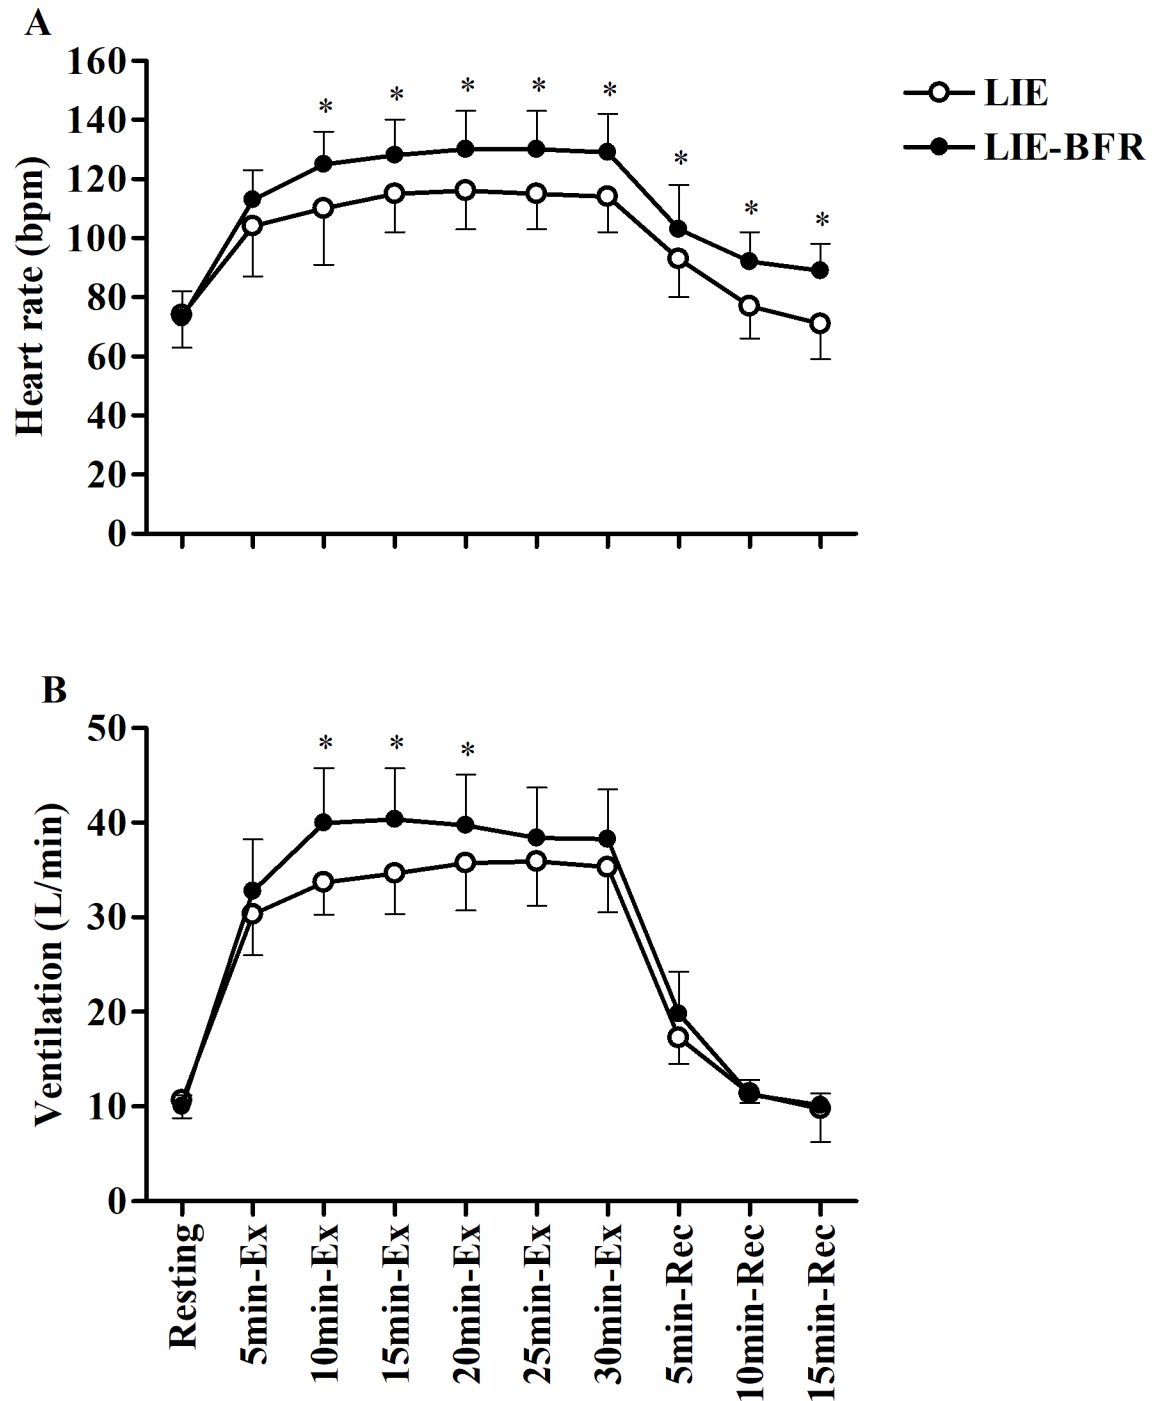 A
Heart rate (bpm)
160
140
120
100
80
60
40
20
0
* * * * * * * *
LIE
LIE-BFR
B
Ventilation (L/min)
50
40
30
20
10
0
* * *
Resting
5min-Ex
10min-Ex
15min-Ex
20min-Ex
25min-Ex
30min-Ex
5min-Rec
10min-Rec
15min-Rec